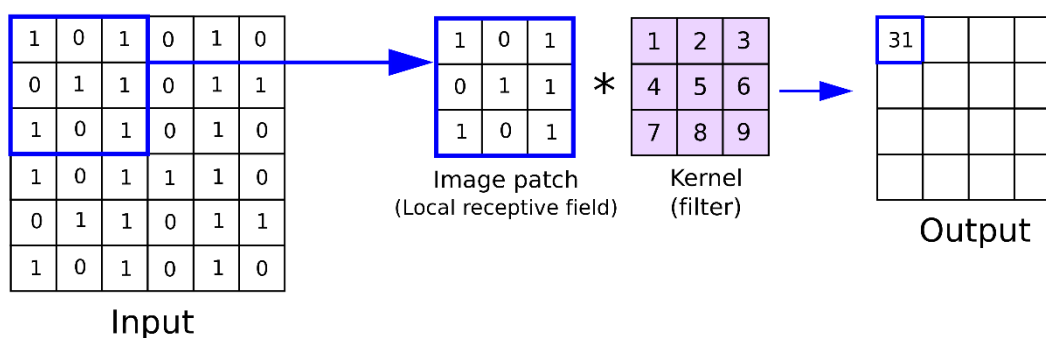 1 0 1 0 1 0
0 1 1 0 1 1
1 0 1 0 1 0
1 0 1 1 1 0
0 1 1 0 1 1
1 0 1 0 1 0
Input
1 0 1
0 1 1
1 0 1
Image patch
(Local receptive field)
*
1 2 3
4 5 6
7 8 9
Kernel
(filter)
31
Output